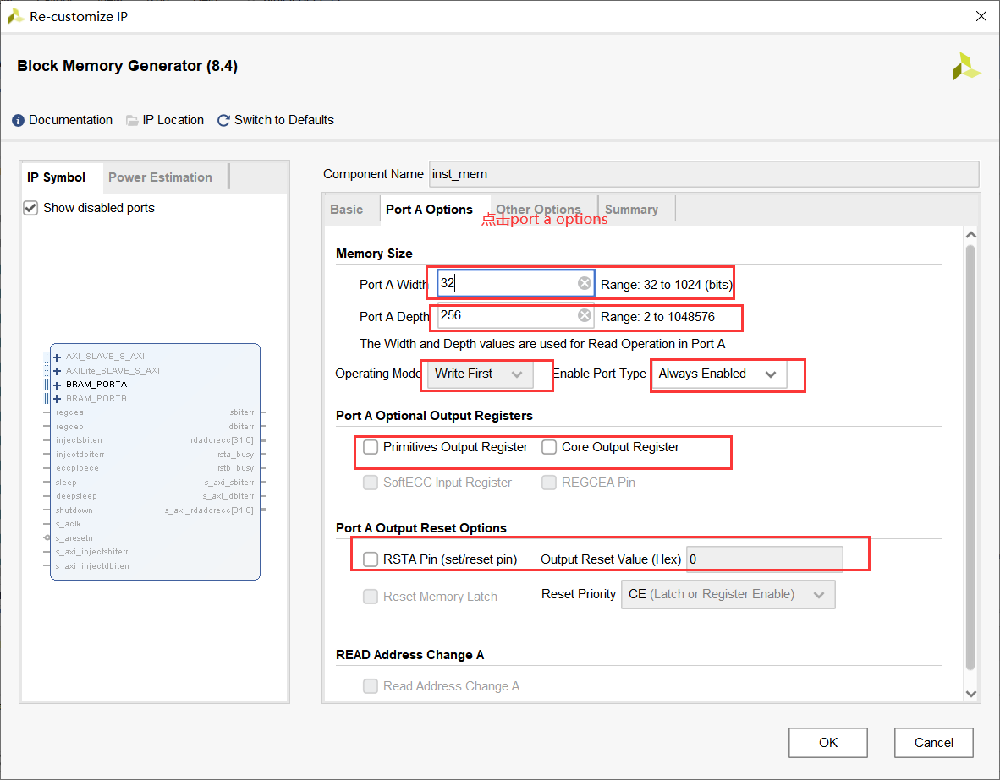 Re-customize IP
Block Memory Generator (8.4)
Documentation IP Location Switch to Defaults
IP Symbol Power Estimation
Show disabled ports
AXI_SLAVE_S_AXI
AXILite_SLAVE_S_AXI
BRAM_PORTA
BRAM_PORTB
regcea sbiterr
regceb dbiterr
injectsbiterr rdaddrecc[31:0]
injectdbiterr rsta_busy
eccpipece rstb_busy
sleep s_axi_sbiterr
deepsleep s_axi_dbiterr
shutdown s_axi_rdaddrecc[31:0]
s_aclk
s_aresetn
s_axi_injectsbiterr
s_axi_injectdbiterr
Component Name inst_mem
Basic Port A Options Other Options Summary
点击port a options
Memory Size
Port A Width 32 Range: 32 to 1024 (bits)
Port A Depth 256 Range: 2 to 1048576
The Width and Depth values are used for Read Operation in Port A
Operating Mode Write First Enable Port Type Always Enabled
Port A Optional Output Registers
Primitives Output Register Core Output Register
SoftECC Input Register REGCEA Pin
Port A Output Reset Options
RSTA Pin (set/reset pin) Output Reset Value (Hex) 0
Reset Memory Latch Reset Priority CE (Latch or Register Enable)
READ Address Change A
Read Address Change A
OK Cancel